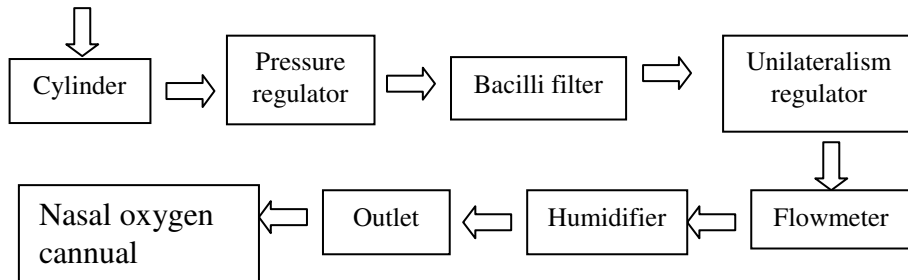 Cylinder
Pressure
regulator
Bacilli filter
Unilateralism
regulator
Flowmeter
Humidifier
Outlet
Nasal oxygen
cannual